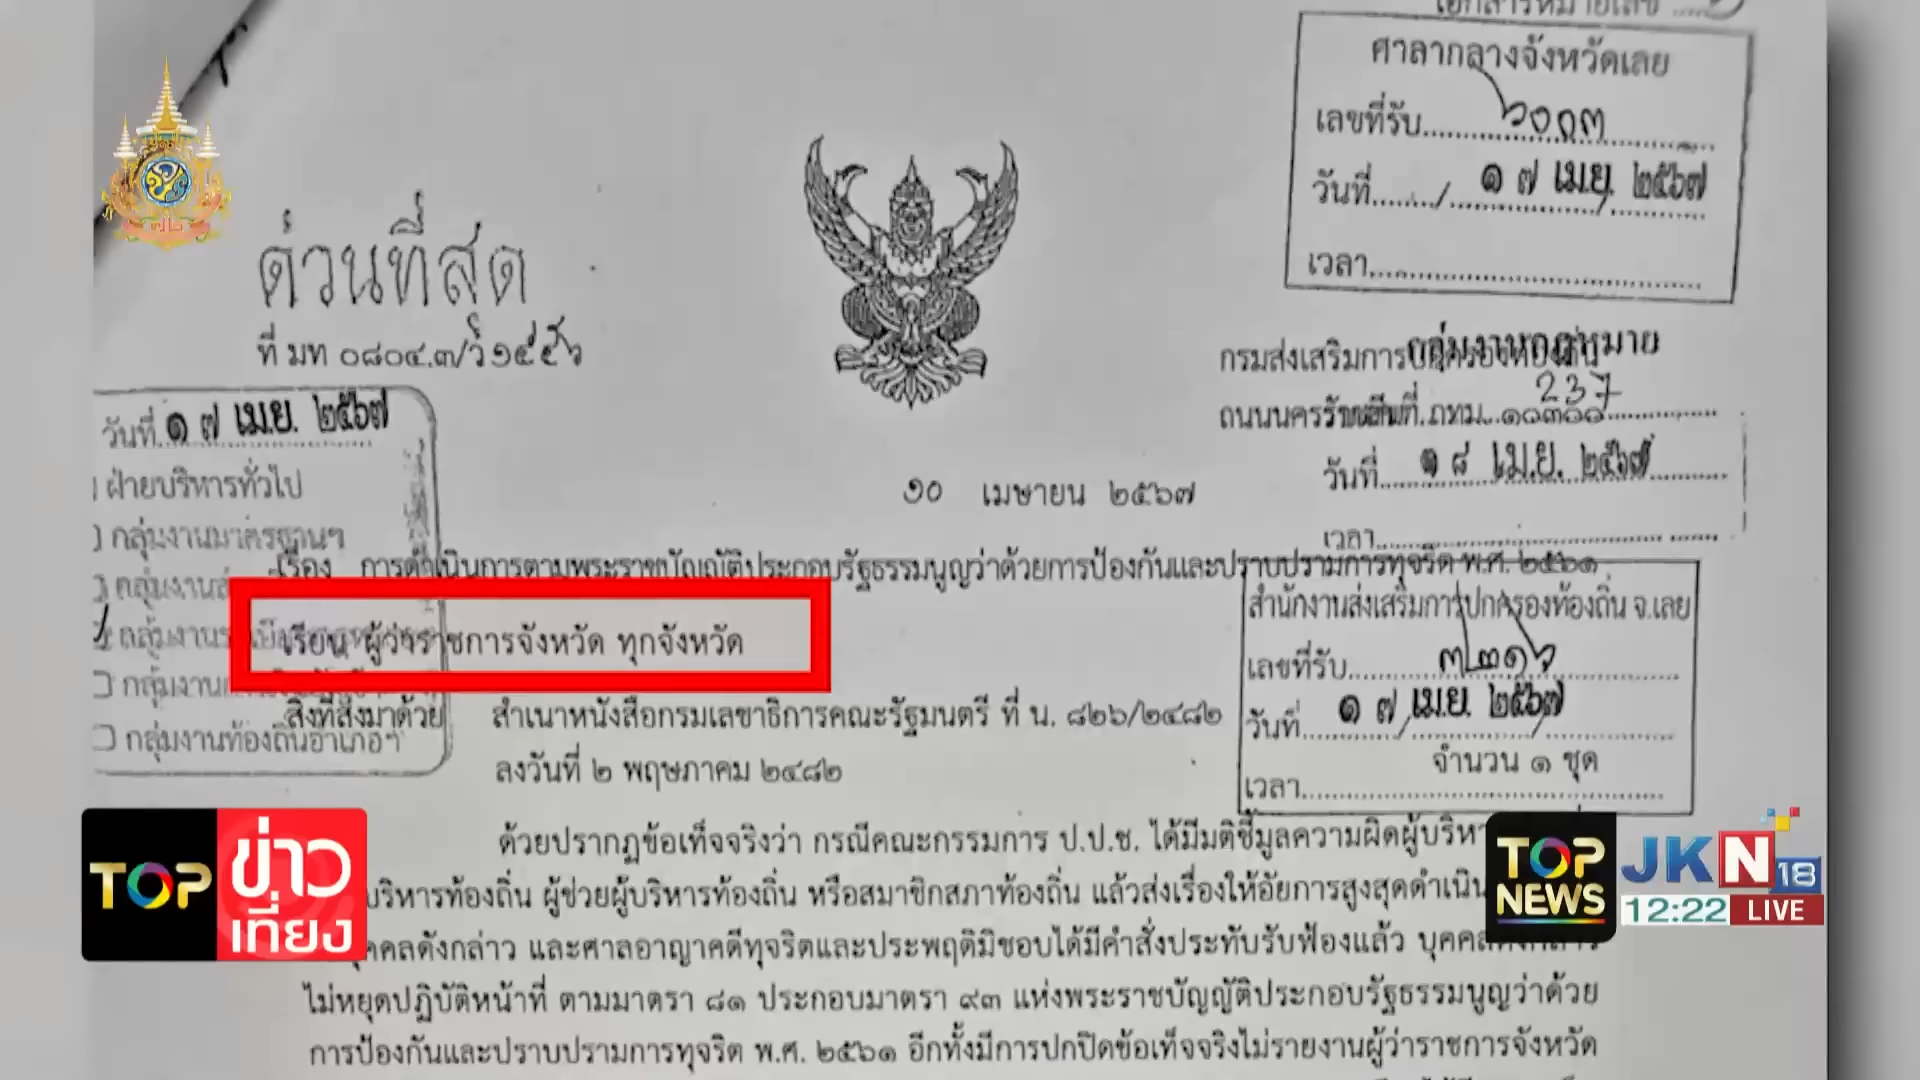 ศาลากลางจังหวัดเลย
เลขที่รับ ๖๐๑๓
วันที่ ๑๗ เม.ย. ๒๕๖๗
เวลา
ด่วนที่สุด
ที่ มท ๐๘๐๔.๓/ว๑๕๕๖
กรมส่งเสริมการ
กลุ่มงานกฎหมาย
237
วันที่ ๑๘ เม.ย. ๒๕๖๗
เวลา
วันที่ ๑๗ เม.ย. ๒๕๖๗
ฝ่ายบริหารทั่วไป
กลุ่มงานมาตรฐานฯ
กลุ่มงานท้องถิ่นอำเภอฯ
๑๐ เมษายน ๒๕๖๗
เรื่อง การดำเนินการตามพระราชบัญญัติประกอบรัฐธรรมนูญว่าด้วยการป้องกันและปราบปรามการทุจริต พ.ศ. ๒๕๖๑
เรียน ผู้ว่าราชการจังหวัด ทุกจังหวัด
สำนักงานส่งเสริมการปกครองท้องถิ่น จ.เลย
เลขที่รับ ๓๒๑๖
วันที่ ๑๗ เม.ย. ๒๕๖๗
เวลา
สิ่งที่ส่งมาด้วย สำเนาหนังสือกรมเลขาธิการคณะรัฐมนตรี ที่ น. ๘๒๖/๒๔๘๒
ลงวันที่ ๒ พฤษภาคม ๒๔๘๒
จำนวน ๑ ชุด
ด้วยปรากฏข้อเท็จจริงว่า กรณีคณะกรรมการ ป.ป.ช. ได้มีมติชี้มูลความผิดผู้บริหา
บริหารท้องถิ่น ผู้ช่วยผู้บริหารท้องถิ่น หรือสมาชิกสภาท้องถิ่น แล้วส่งเรื่องให้อัยการสูงสุดดำเนิน
บุคคลดังกล่าว และศาลอาญาคดีทุจริตและประพฤติมิชอบได้มีคำสั่งประทับรับฟ้องแล้ว บุคคลดังกล่าว
ไม่หยุดปฏิบัติหน้าที่ ตามมาตรา ๘๑ ประกอบมาตรา ๙๓ แห่งพระราชบัญญัติประกอบรัฐธรรมนูญว่าด้วย
การป้องกันและปราบปรามการทุจริต พ.ศ. ๒๕๖๑ อีกทั้งมีการปกปิดข้อเท็จจริงไม่รายงานผู้ว่าราชการจังหวัด
TOP ข่าวเที่ยง
TOP NEWS
JKN 18
12:22 LIVE